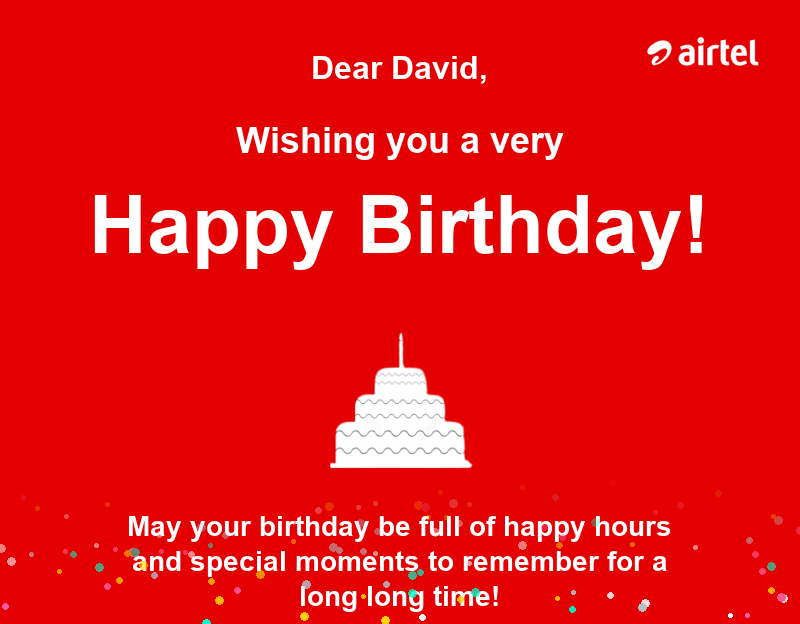 airtel
Dear David,
Wishing you a very
Happy Birthday!
May your birthday be full of happy hours
and special moments to remember for a
long long time!